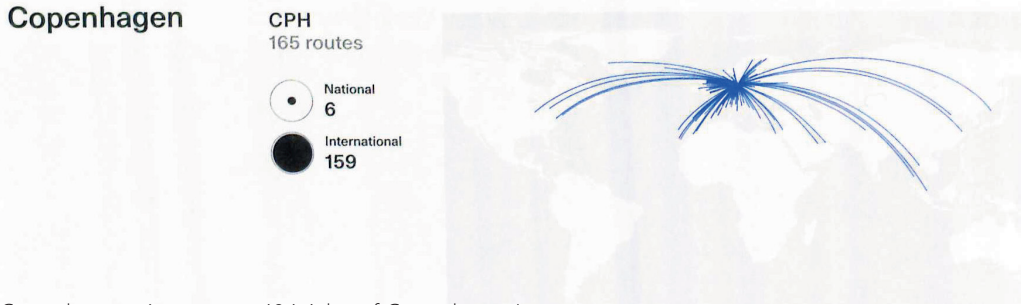 Copenhagen
CPH
165 routes
National
6
International
159